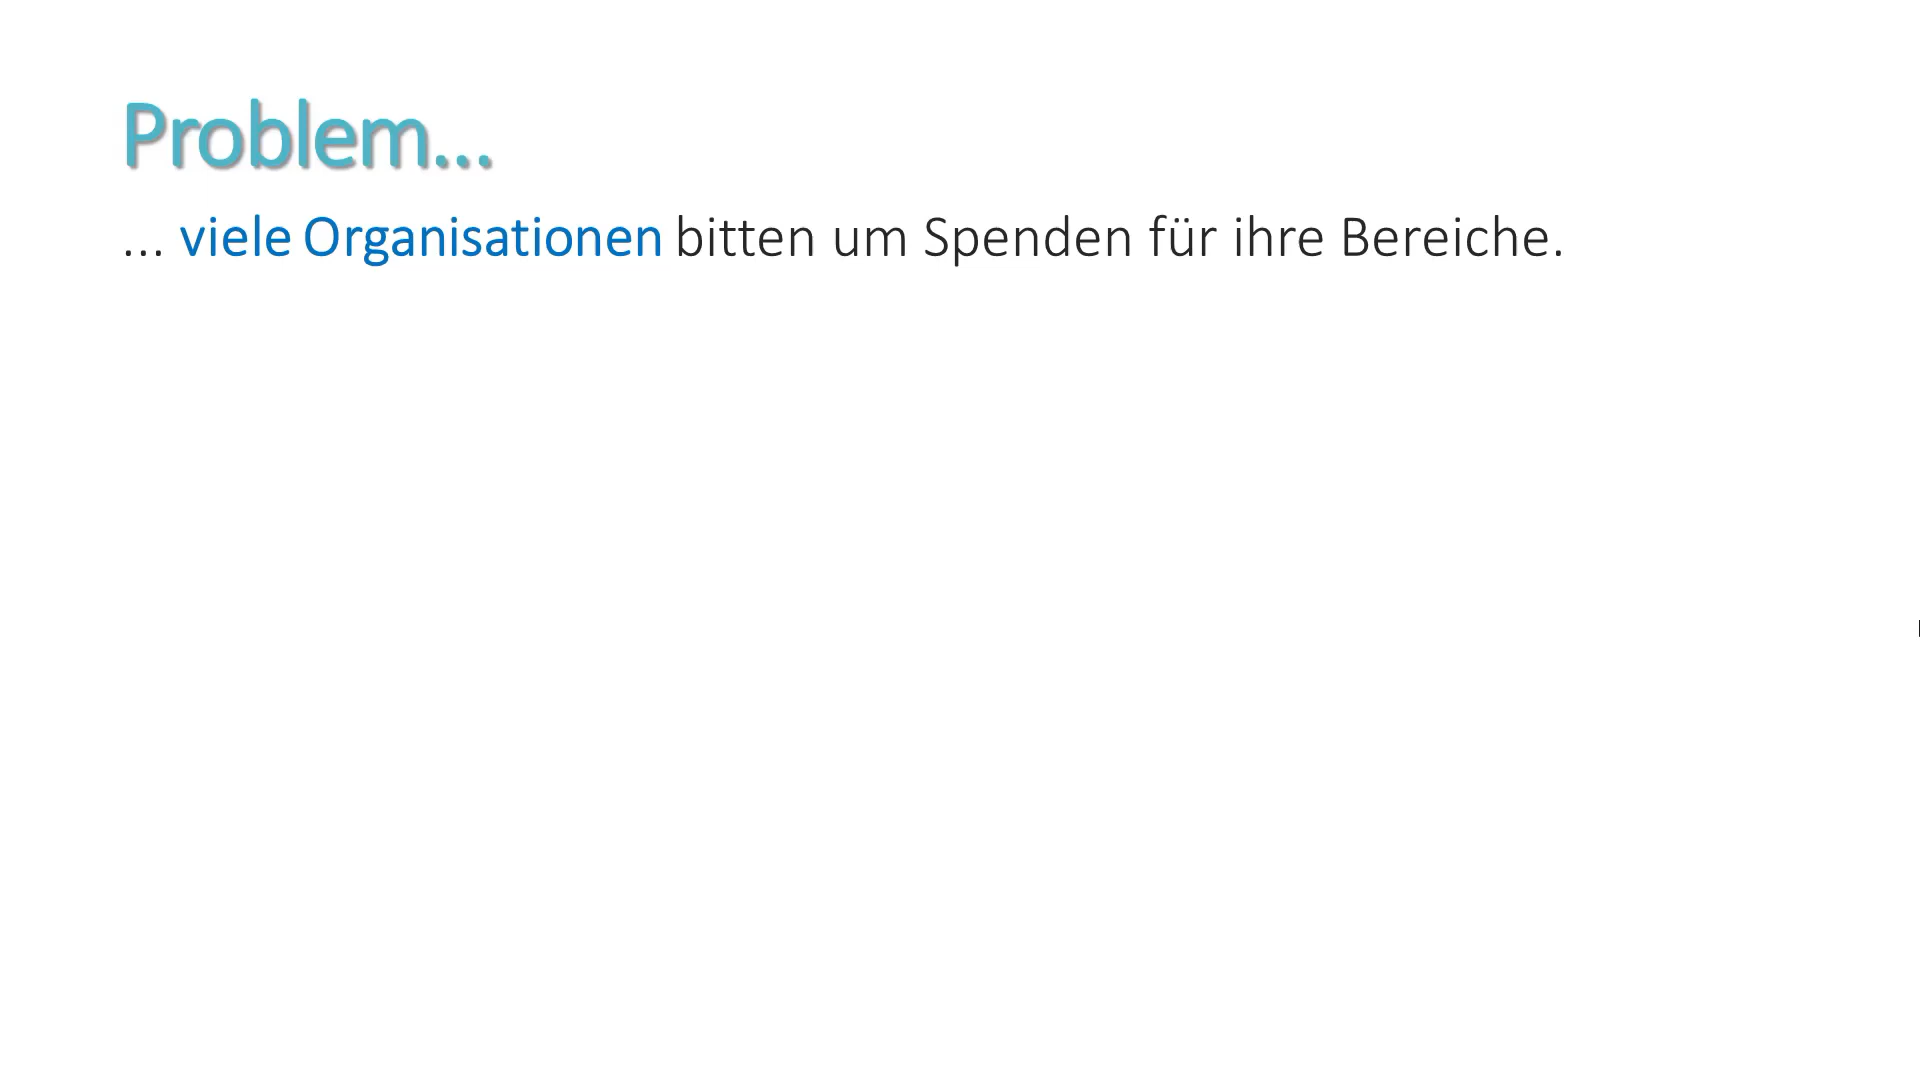 Problem...
... viele Organisationen bitten um Spenden für ihre Bereiche.